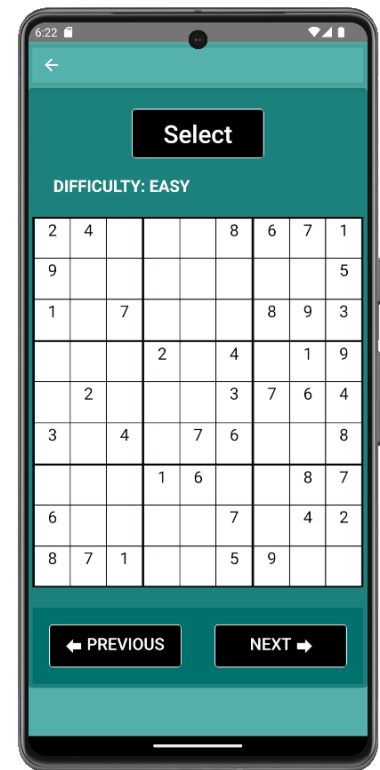 6:22
Select
DIFFICULTY: EASY
2 4 8 6 7 1
9 5
1 7 8 9 3
2 4 1 9
2 3 7 6 4
3 4 7 6 8
1 6 8 7
6 7 4 2
8 7 1 5 9
PREVIOUS NEXT